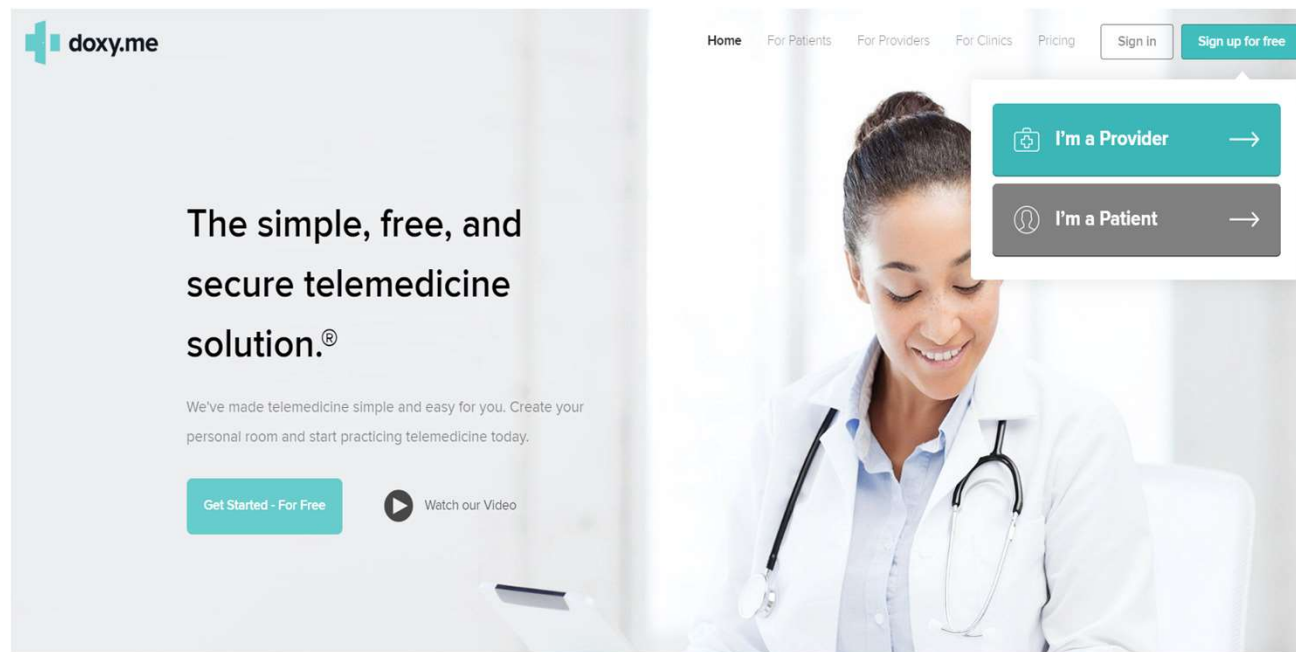 doxy.me
Home
For Patients
For Providers
For Clinics
Pricing
Sign in
Sign up for free
I'm a Provider
I'm a Patient
The simple, free, and
secure telemedicine
solution.®
We've made telemedicine simple and easy for you. Create your
personal room and start practicing telemedicine today.
Get Started - For Free
Watch our Video